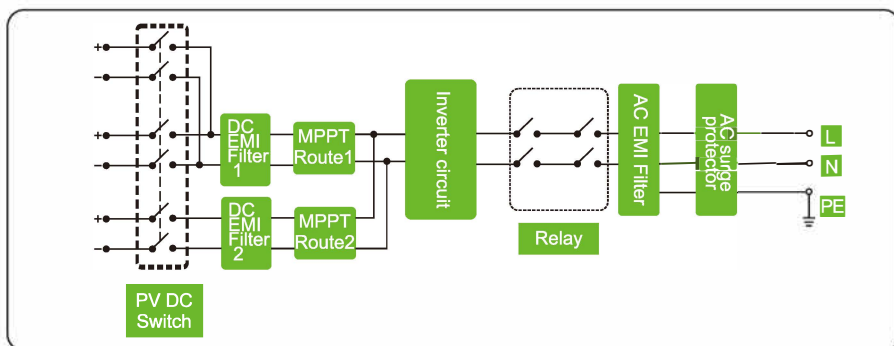 +
−
+
−
+
−
PV DC
Switch
DC
EMI
Filter
1
DC
EMI
Filter
2
MPPT
Route1
MPPT
Route2
Inverter circuit
Relay
AC EMI Filter
AC surge
protector
L
N
PE